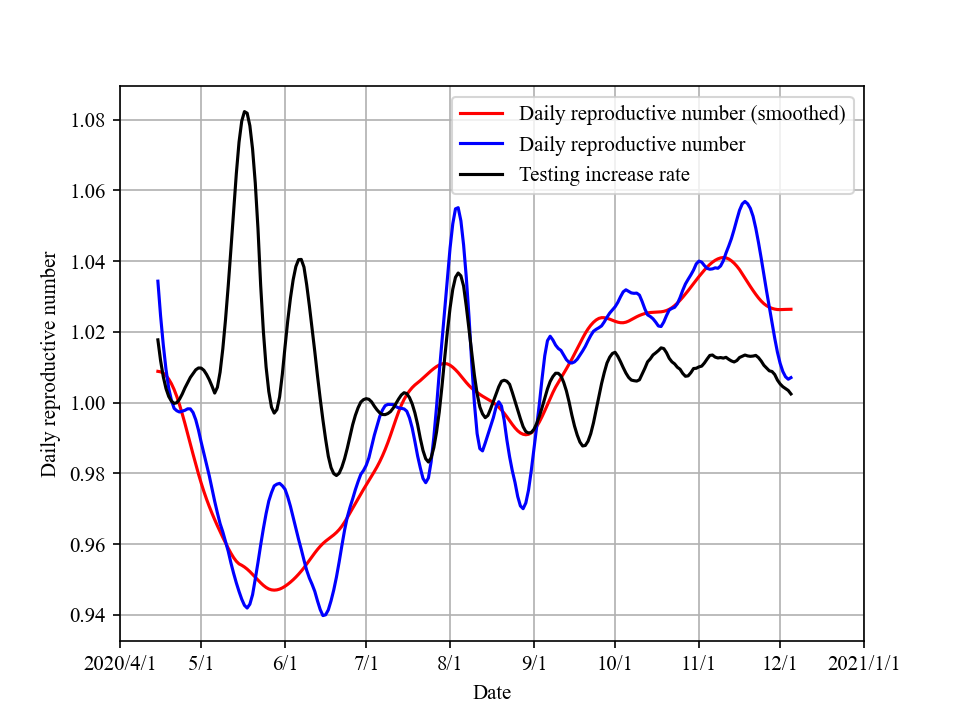 Daily reproductive number (smoothed)
Daily reproductive number
Testing increase rate
Daily reproductive number
1.08
1.06
1.04
1.02
1.00
0.98
0.96
0.94
2020/4/1 5/1 6/1 7/1 8/1 9/1 10/1 11/1 12/1 2021/1/1
Date